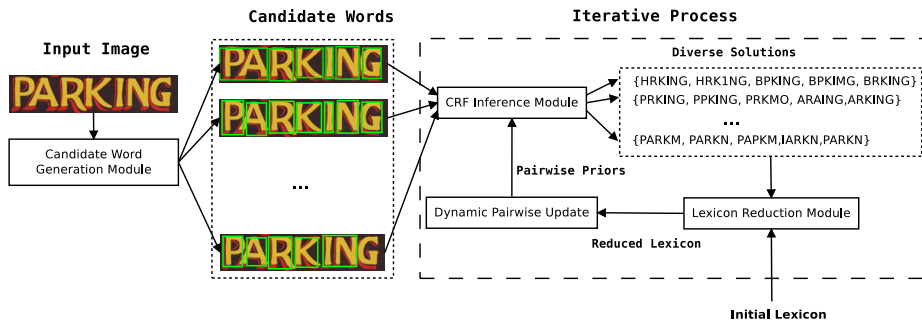 Input Image
PARKING
Candidate Word
Generation Module
Candidate Words
PARKING
PARKING
...
PARKING
Iterative Process
CRF Inference Module
Diverse Solutions
{HRKING, HRK1NG, BPKING, BPKIMG, BRKING}
{PRKING, PPKING, PRKMO, ARAING,ARKING}
...
{PARKM, PARKN, PAPKM,IARKN,PARKN}
Pairwise Priors
Dynamic Pairwise Update
Lexicon Reduction Module
Reduced Lexicon
Initial Lexicon